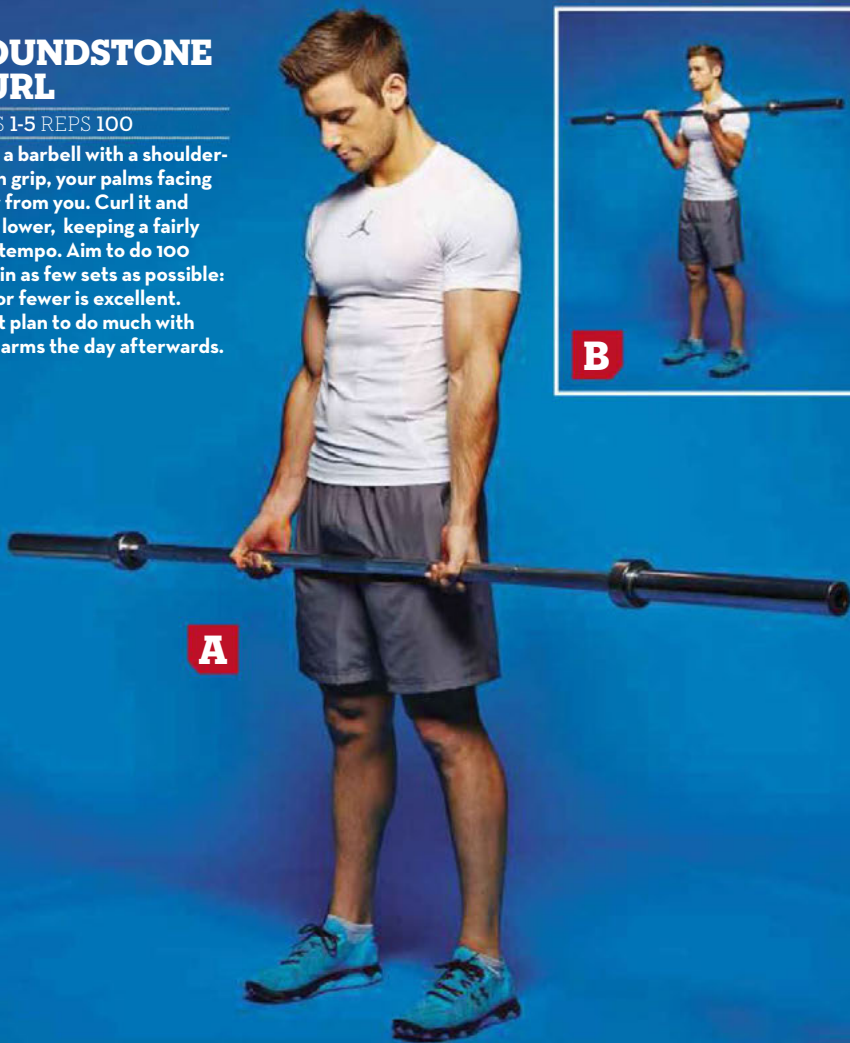 OUNDSTONE
URL
S 1-5 REPS 100
a barbell with a shoulder-
grip, your palms facing
from you. Curl it and
lower, keeping a fairly
tempo. Aim to do 100
in as few sets as possible:
or fewer is excellent.
t plan to do much with
arms the day afterwards.
B
A